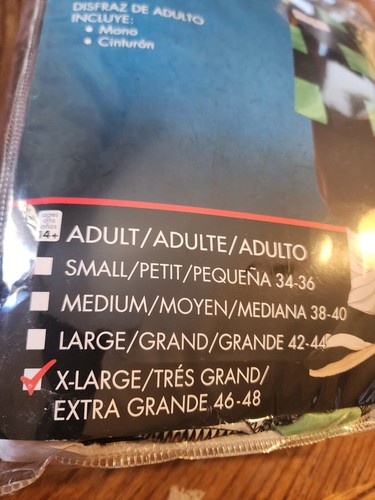 DISFRAZ DE ADULTO
INCLUYE:
• Mono
• Cinturón
14+
ADULT/ADULTE/ADULTO
SMALL/PETIT/PEQUEÑA 34-36
MEDIUM/MOYEN/MEDIANA 38-40
LARGE/GRAND/GRANDE 42-44
X-LARGE/TRÉS GRAND/
EXTRA GRANDE 46-48